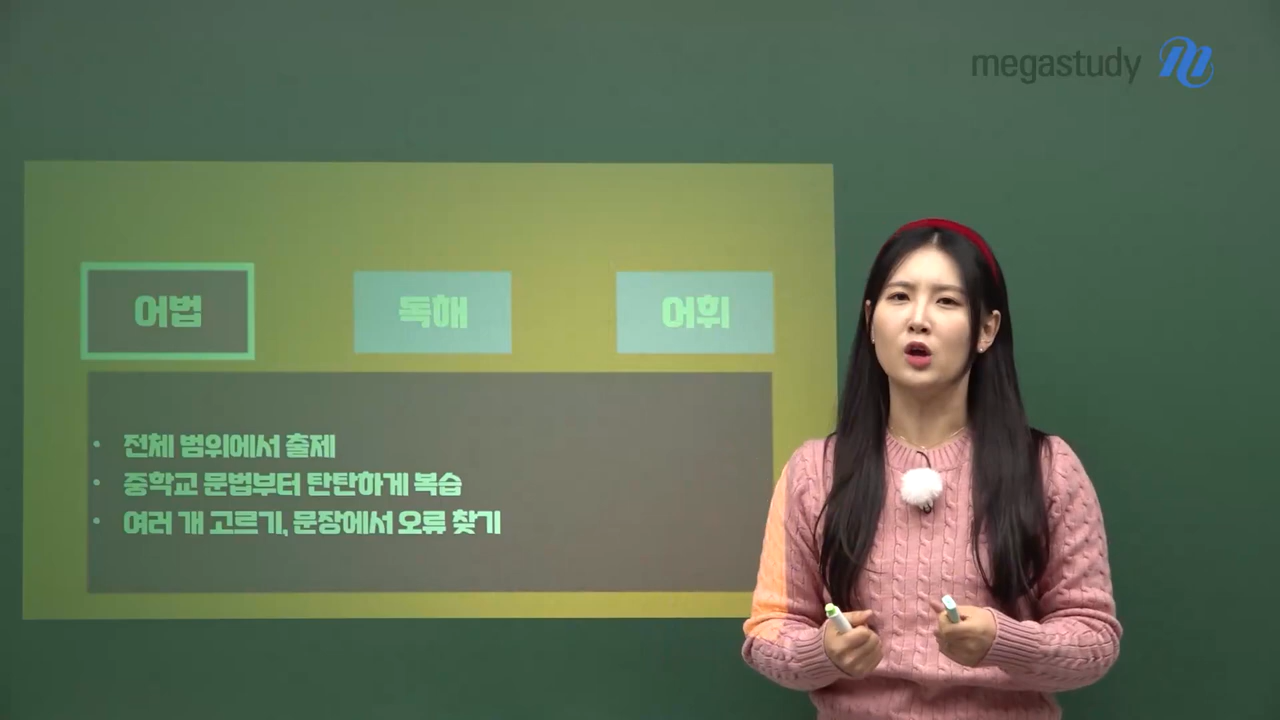 megastudy
어법
독해
어휘
• 전체 범위에서 출제
• 중학교 문법부터 탄탄하게 복습
• 여러 개 고르기, 문장에서 오류 찾기